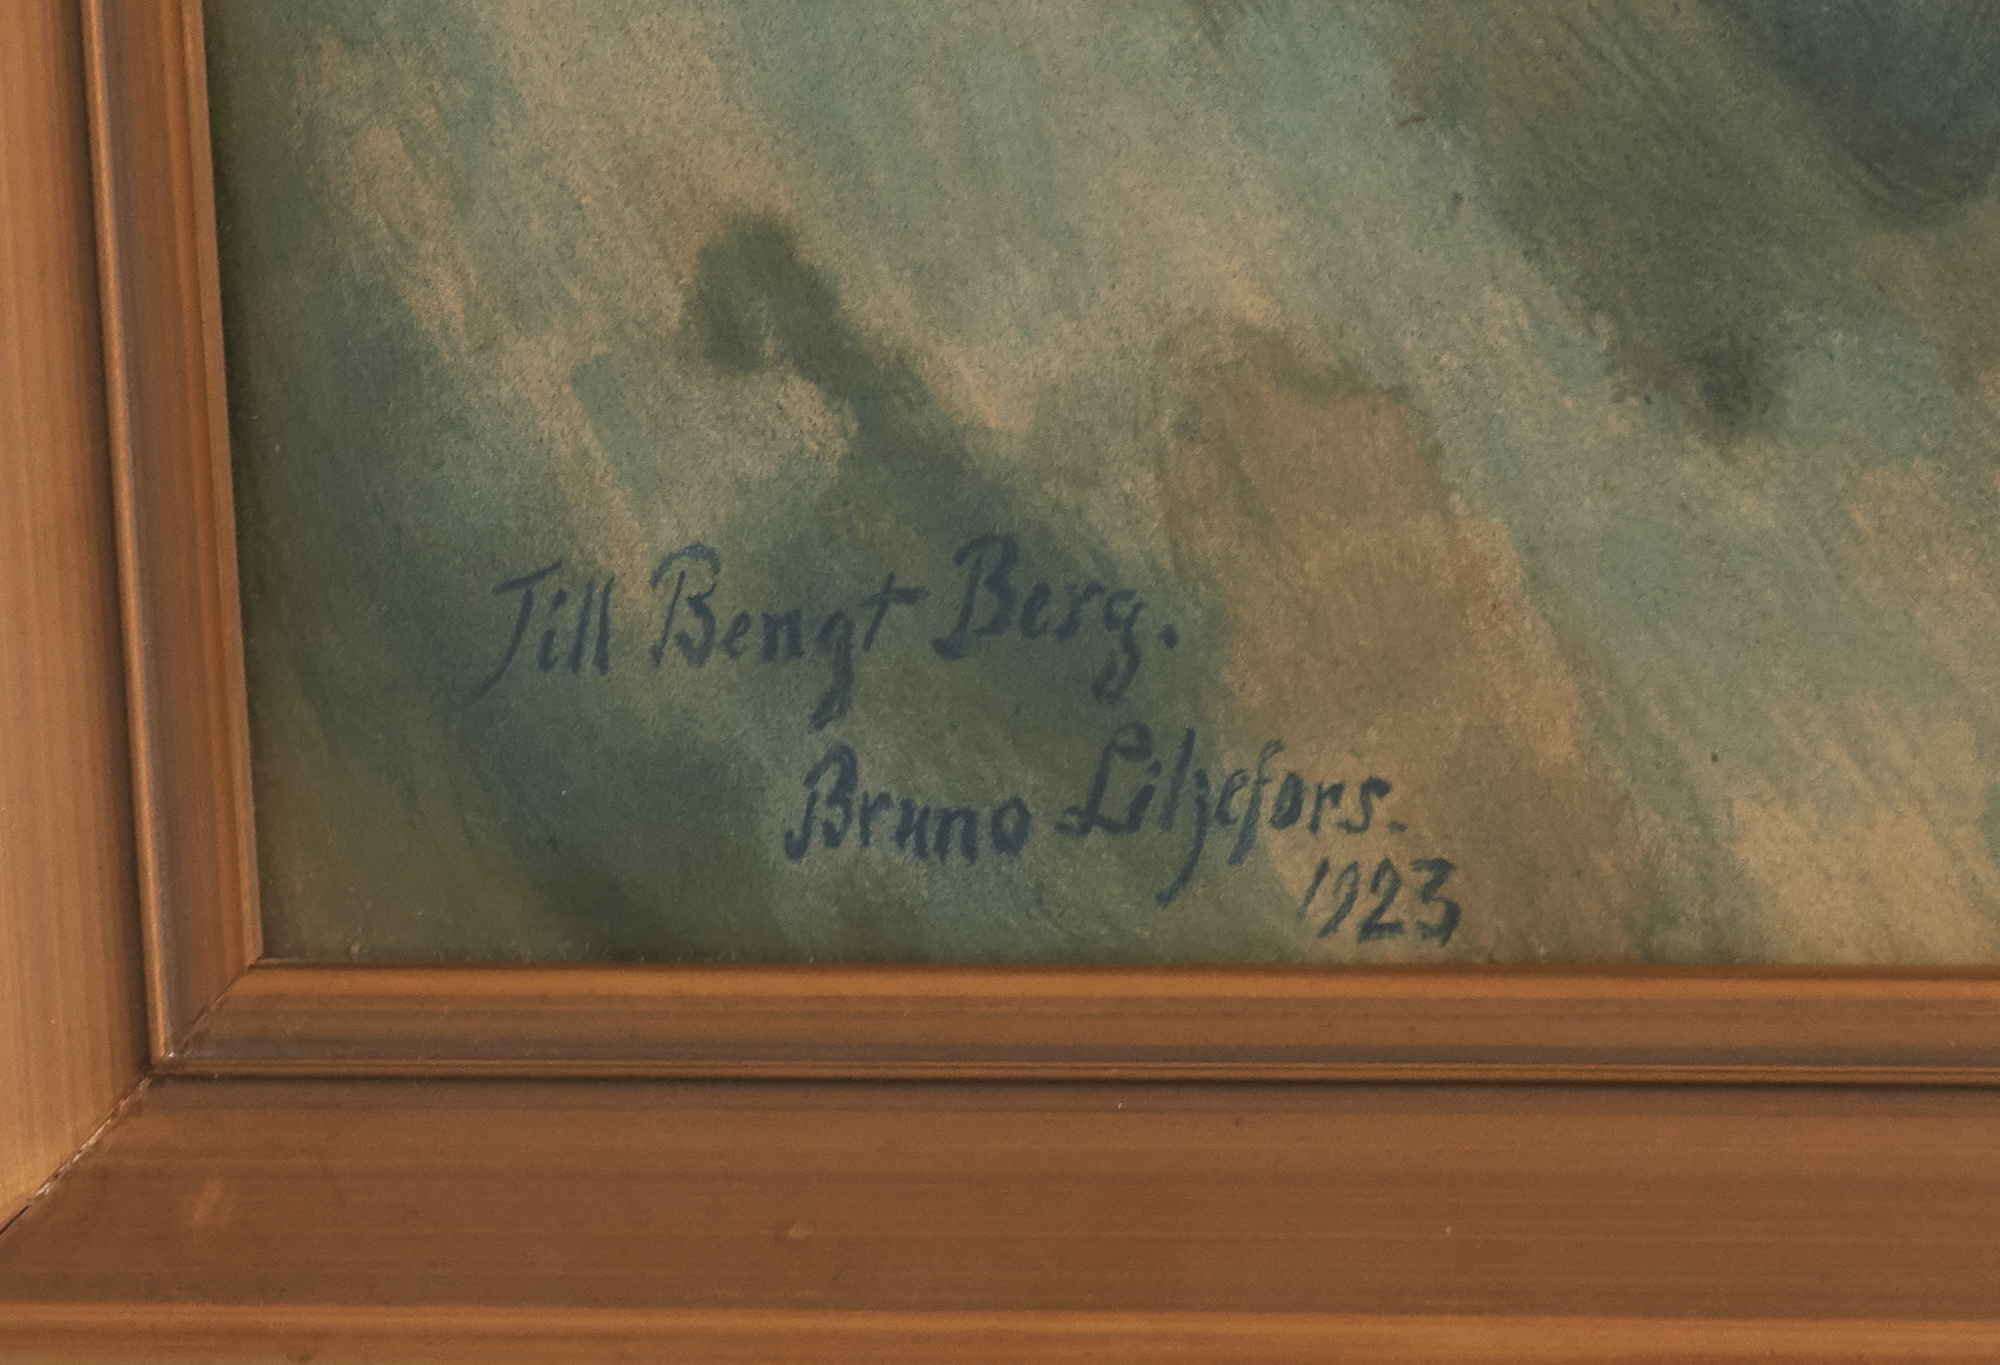 Till Bengt Berg.
Bruno Liljefors.
1923